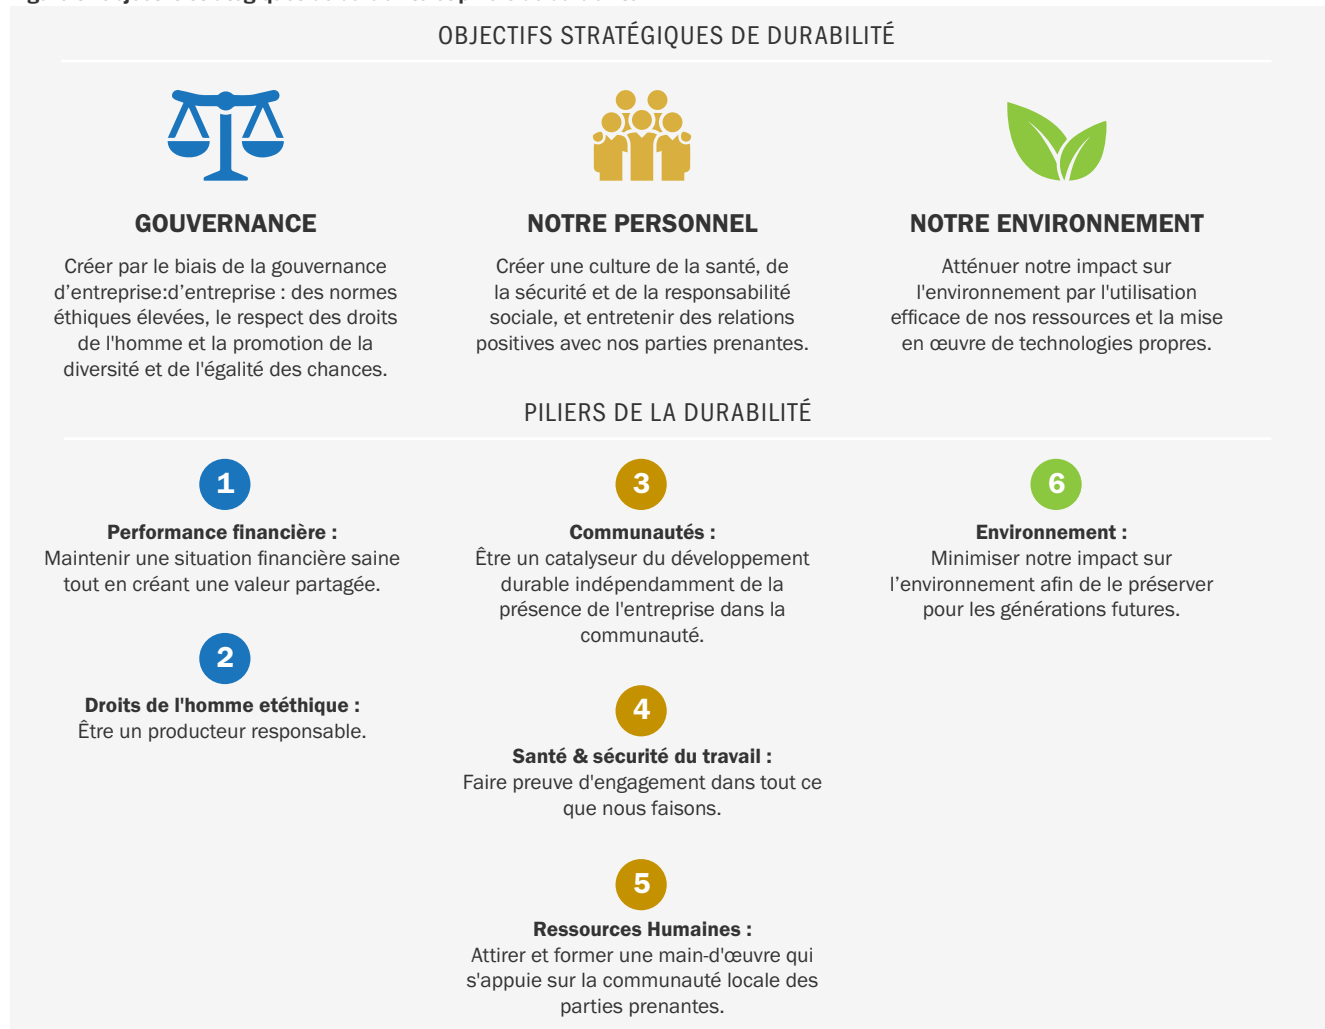 OBJECTIFS STRATÉGIQUES DE DURABILITÉ
GOUVERNANCE
Créer par le biais de la gouvernance
d’entreprise:d’entreprise : des normes
éthiques élevées, le respect des droits
de l'homme et la promotion de la
diversité et de l'égalité des chances.
NOTRE PERSONNEL
Créer une culture de la santé, de
la sécurité et de la responsabilité
sociale, et entretenir des relations
positives avec nos parties prenantes.
NOTRE ENVIRONNEMENT
Atténuer notre impact sur
l'environnement par l'utilisation
efficace de nos ressources et la mise
en œuvre de technologies propres.
PILIERS DE LA DURABILITÉ
1
Performance financière :
Maintenir une situation financière saine
tout en créant une valeur partagée.
2
Droits de l'homme etéthique :
Être un producteur responsable.
3
Communautés :
Être un catalyseur du développement
durable indépendamment de la
présence de l'entreprise dans la
communauté.
4
Santé & sécurité du travail :
Faire preuve d'engagement dans tout ce
que nous faisons.
5
Ressources Humaines :
Attirer et former une main-d'œuvre qui
s'appuie sur la communauté locale des
parties prenantes.
6
Environnement :
Minimiser notre impact sur
l’environnement afin de le préserver
pour les générations futures.